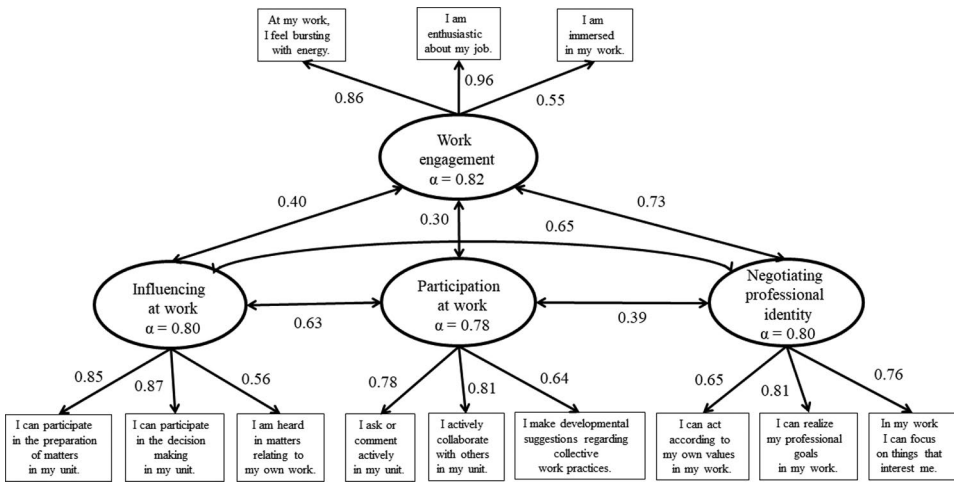 At my work,
I feel bursting
with energy.
I am
enthusiastic
about my job.
I am
immersed
in my work.
0.86
0.96
0.55
Work
engagement
α = 0.82
0.40
0.30
0.65
0.73
Influencing
at work
α = 0.80
Participation
at work
α = 0.78
Negotiating
professional
identity
α = 0.80
0.63
0.39
0.85
0.87
0.56
0.78
0.81
0.64
0.65
0.81
0.76
I can participate
in the preparation
of matters
in my unit.
I can participate
in the decision
making
in my unit.
I am heard
in matters
relating to
my own work.
I ask or
comment
actively
in my unit.
I actively
collaborate
with others
in my unit.
I make developmental
suggestions regarding
collective
work practices.
I can act
according to
my own values
in my work.
I can realize
my professional
goals
in my work.
In my work
I can focus
on things that
interest me.